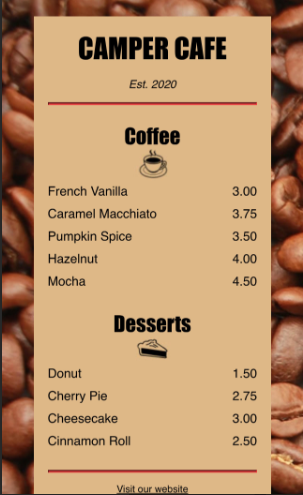 CAMPER CAFE
Est. 2020
Coffee
French Vanilla 3.00
Caramel Macchiato 3.75
Pumpkin Spice 3.50
Hazelnut 4.00
Mocha 4.50
Desserts
Donut 1.50
Cherry Pie 2.75
Cheesecake 3.00
Cinnamon Roll 2.50
Visit our website